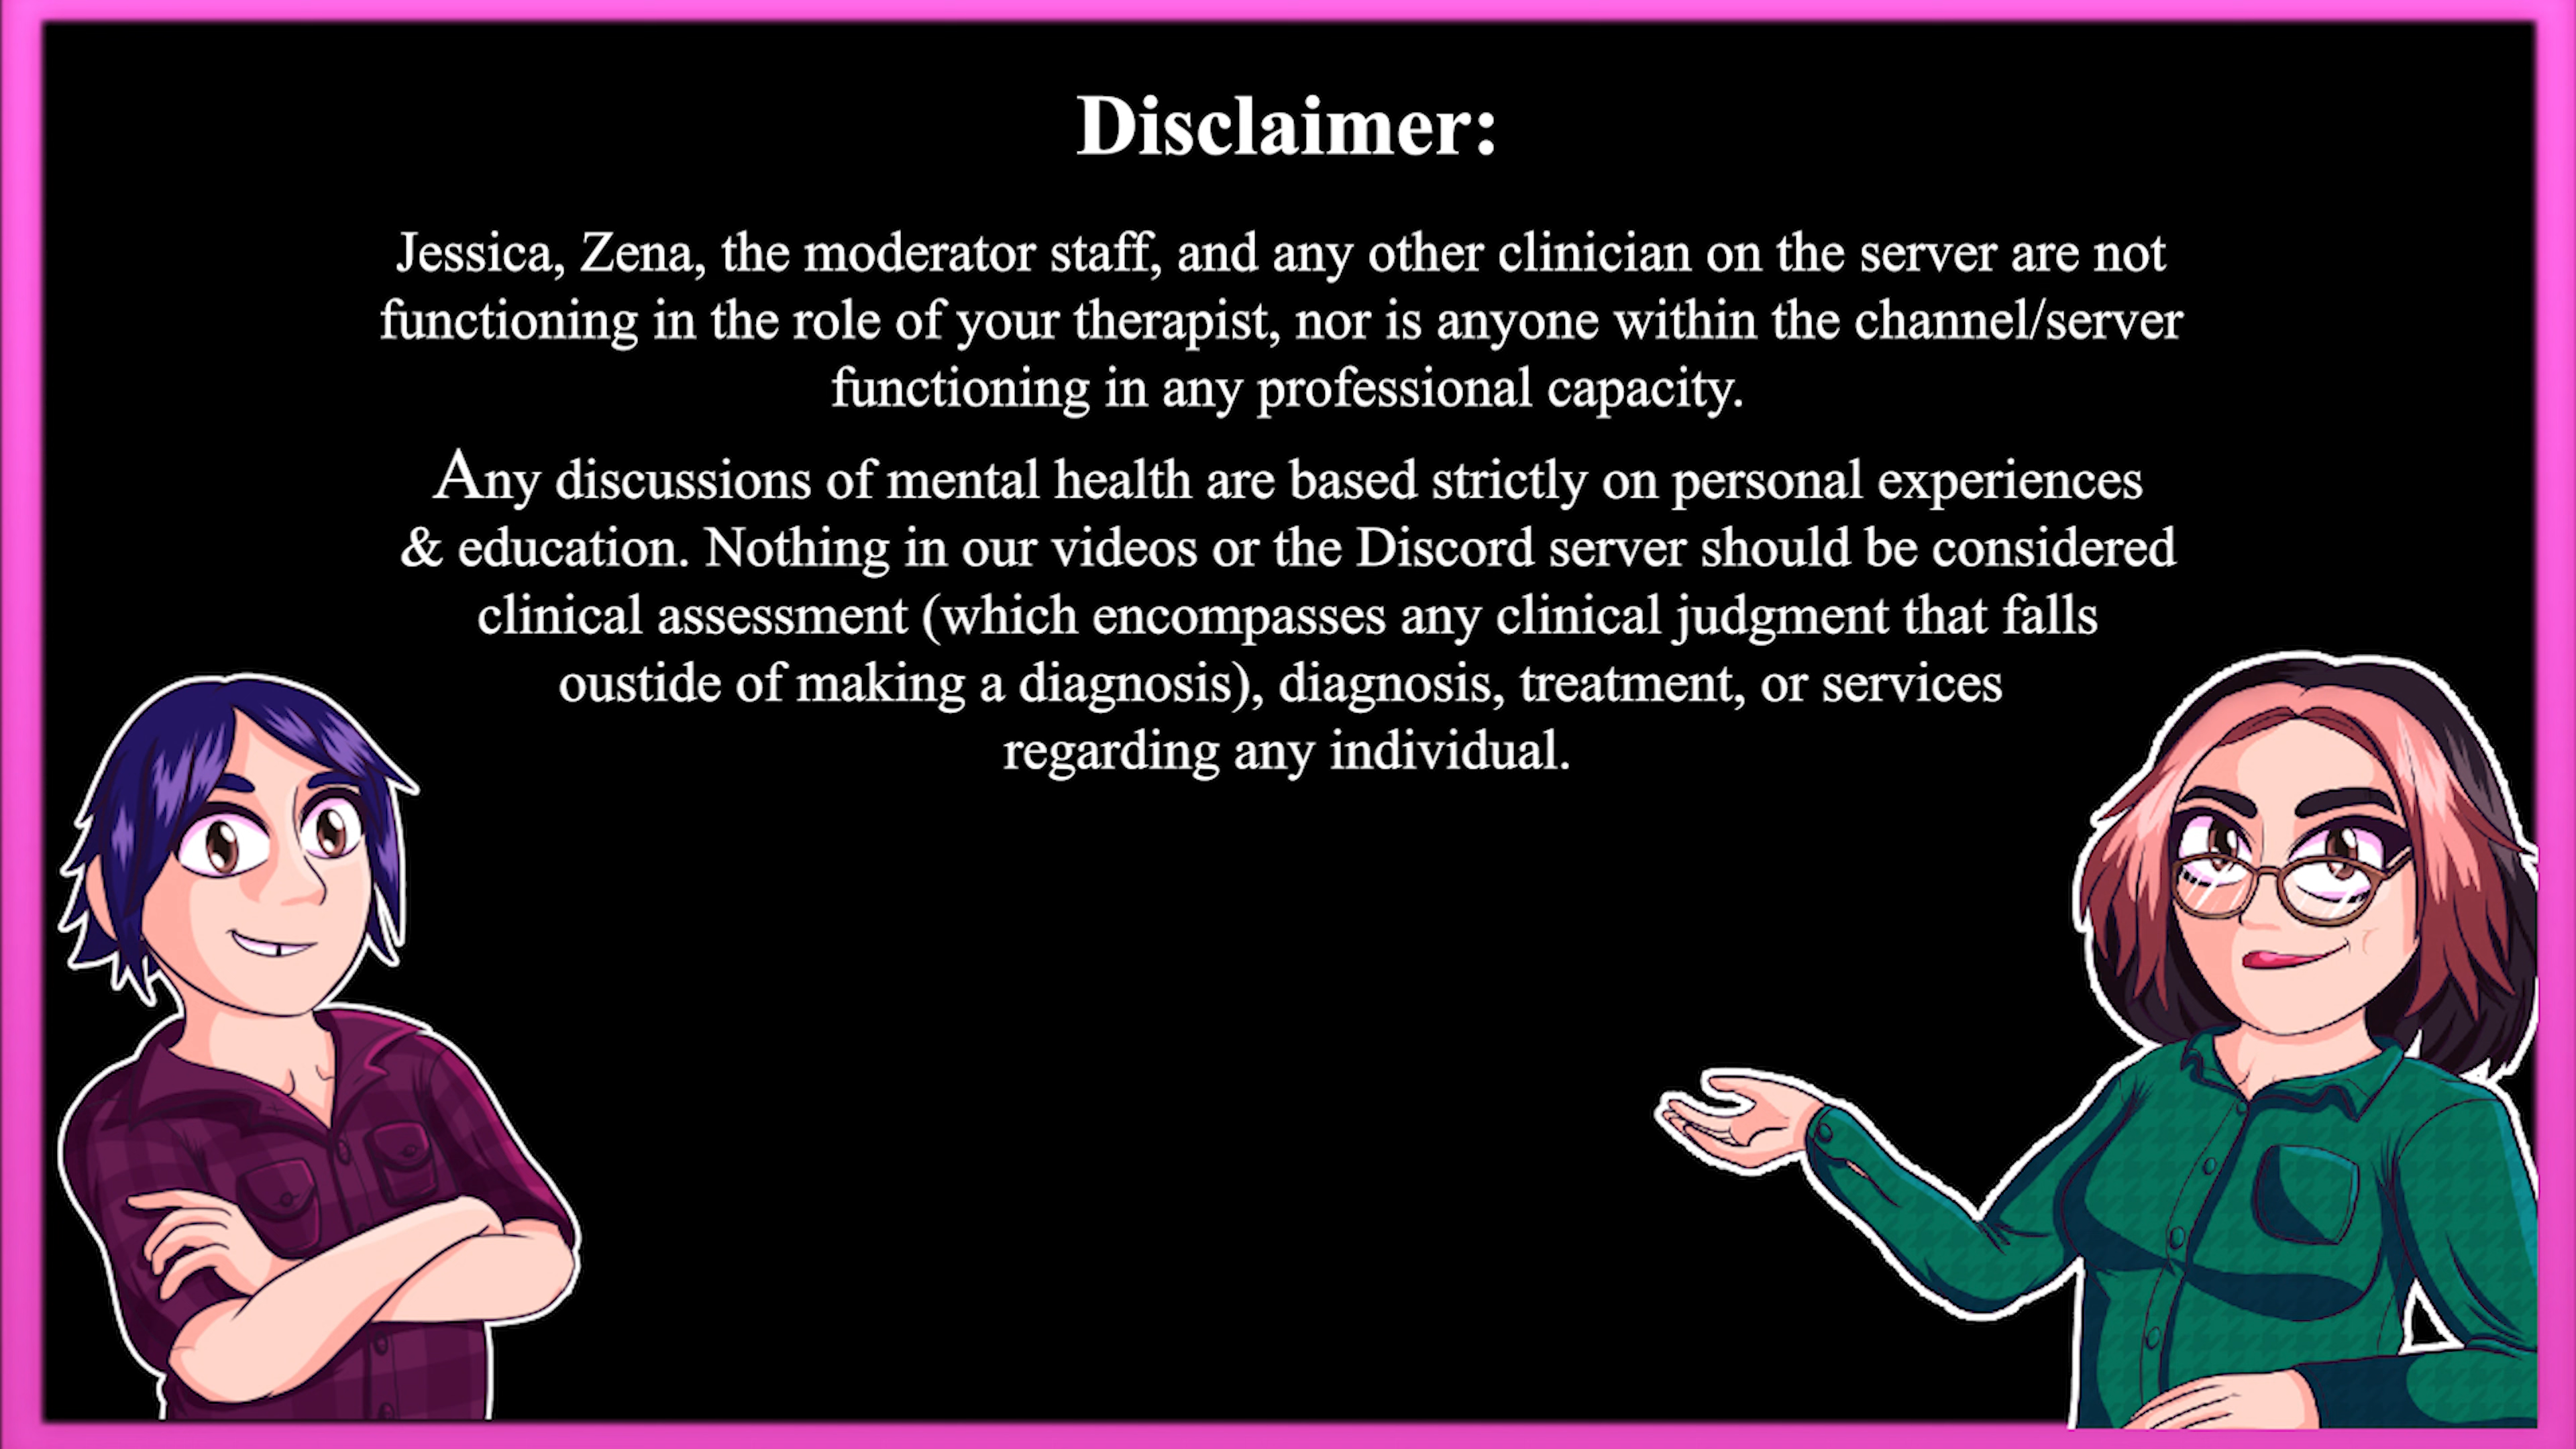 Disclaimer:
Jessica, Zena, the moderator staff, and any other clinician on the server are not
functioning in the role of your therapist, nor is anyone within the channel/server
functioning in any professional capacity.
Any discussions of mental health are based strictly on personal experiences
& education. Nothing in our videos or the Discord server should be considered
clinical assessment (which encompasses any clinical judgment that falls
oustide of making a diagnosis), diagnosis, treatment, or services
regarding any individual.